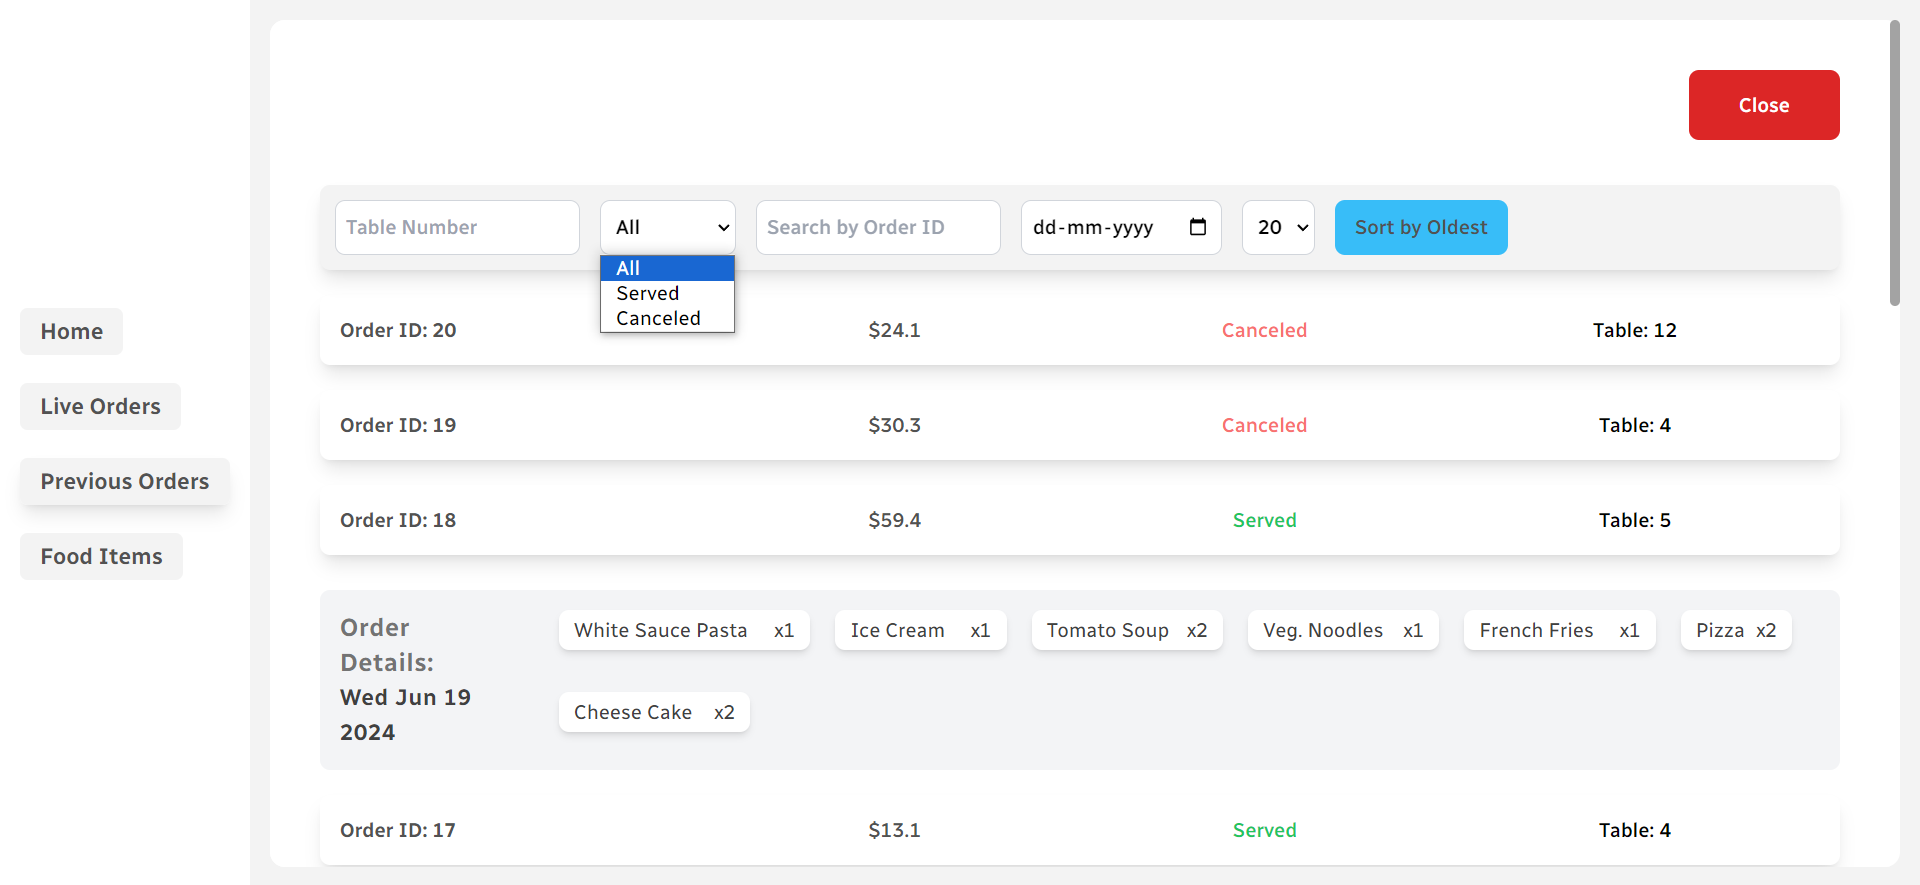 Home
Live Orders
Previous Orders
Food Items
Close
Table Number
All
Search by Order ID
dd-mm-yyyy
20
Sort by Oldest
All
Served
Canceled
Order ID: 20 $24.1 Canceled Table: 12
Order ID: 19 $30.3 Canceled Table: 4
Order ID: 18 $59.4 Served Table: 5
Order
Details:
Wed Jun 19
2024
White Sauce Pasta x1
Ice Cream x1
Tomato Soup x2
Veg. Noodles x1
French Fries x1
Pizza x2
Cheese Cake x2
Order ID: 17 $13.1 Served Table: 4